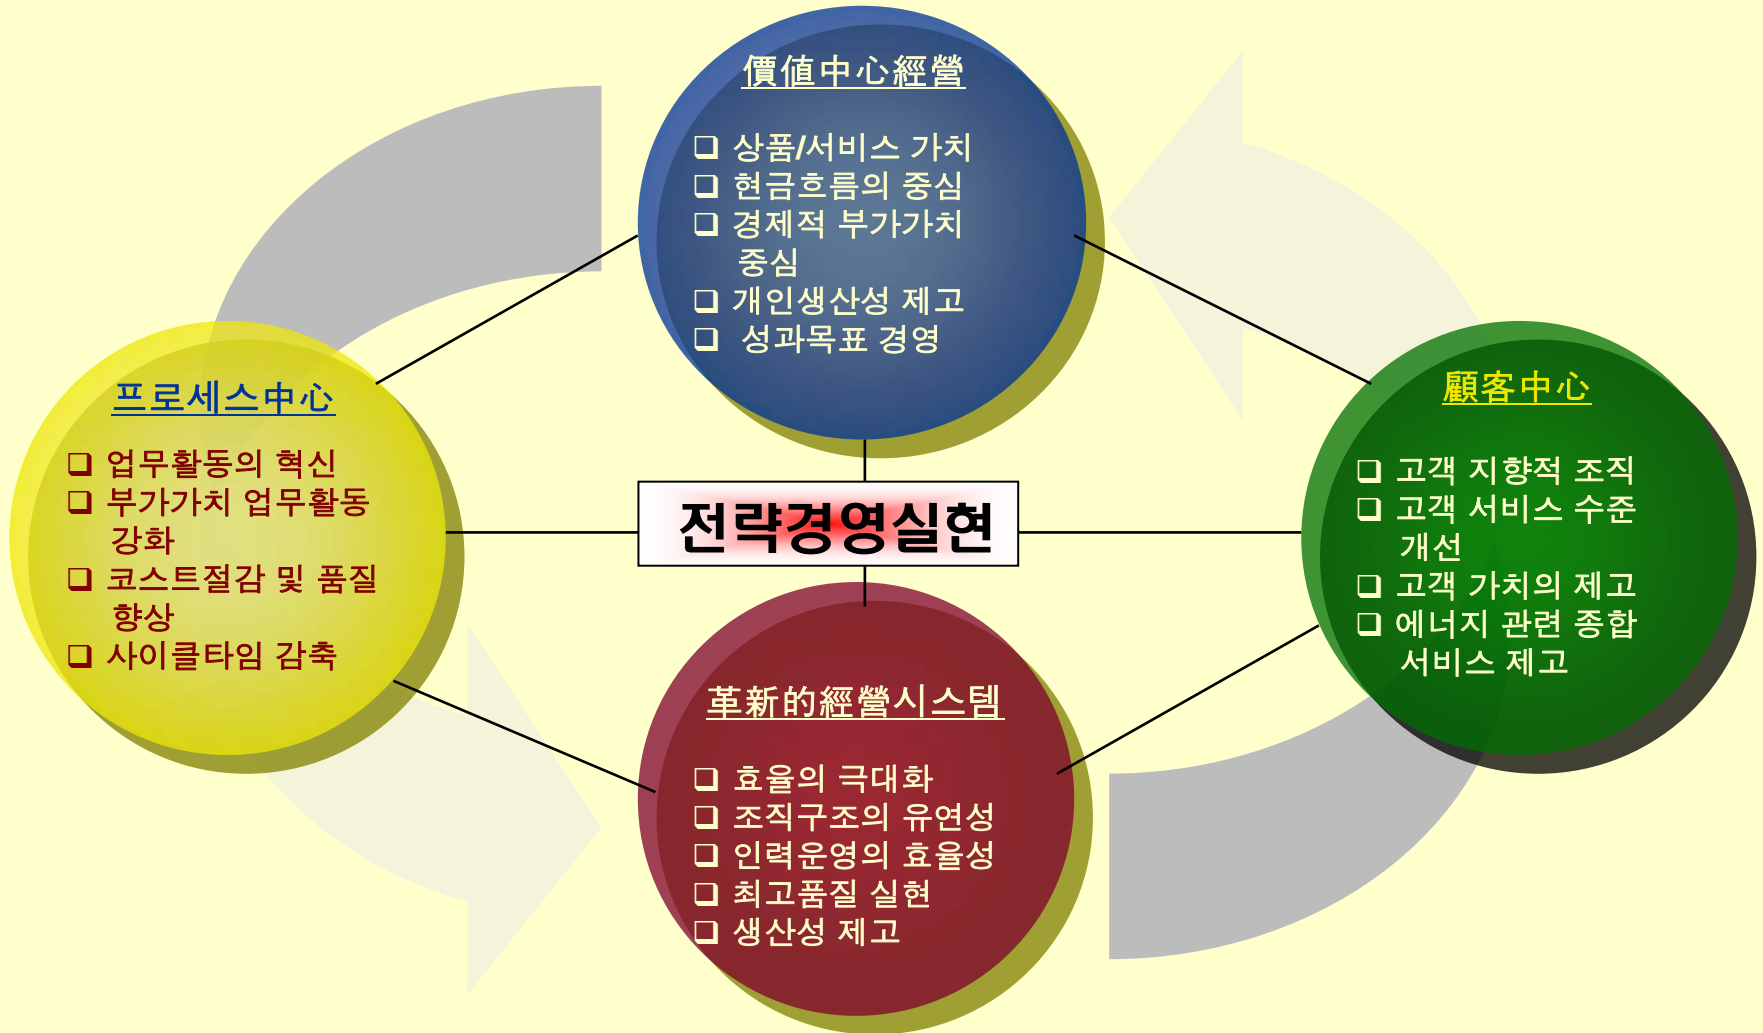 價値中心經營
❑ 상품/서비스 가치
❑ 현금흐름의 중심
❑ 경제적 부가가치
중심
❑ 개인생산성 제고
❑ 성과목표 경영
프로세스中心
❑ 업무활동의 혁신
❑ 부가가치 업무활동
강화
❑ 코스트절감 및 품질
향상
❑ 사이클타임 감축
전략경영실현
顧客中心
❑ 고객 지향적 조직
❑ 고객 서비스 수준
개선
❑ 고객 가치의 제고
❑ 에너지 관련 종합
서비스 제고
革新的經營시스템
❑ 효율의 극대화
❑ 조직구조의 유연성
❑ 인력운영의 효율성
❑ 최고품질 실현
❑ 생산성 제고